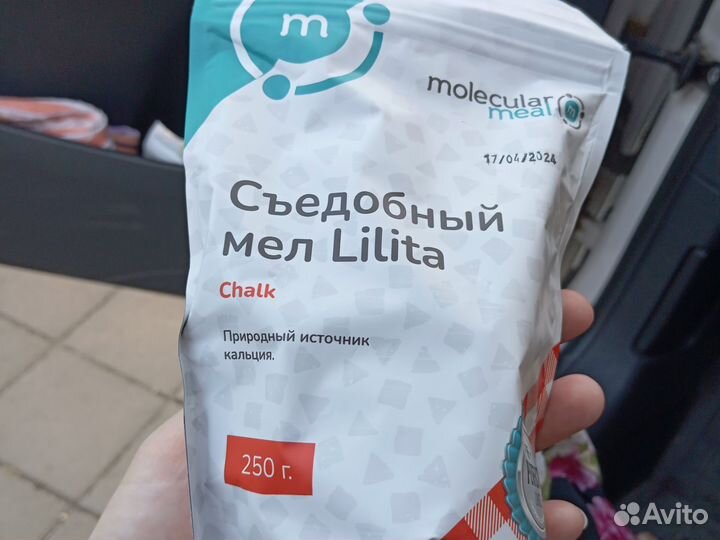 m
molecular
meal m
17/04/2024
Съедобный
мел Lilita
Chalk
Природный источник
кальция.
250 г.
Avito